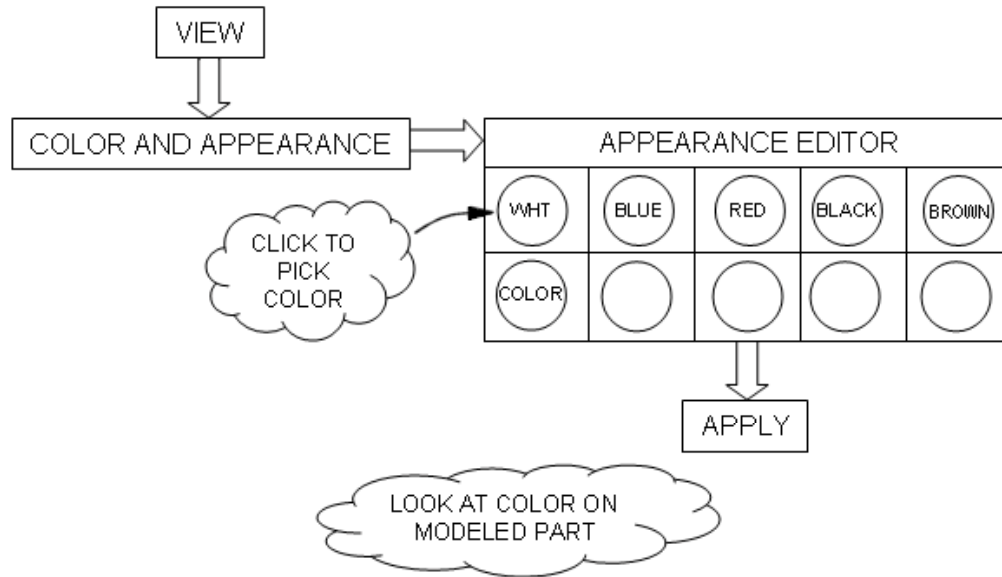 VIEW
COLOR AND APPEARANCE
APPEARANCE EDITOR
WHT
BLUE
RED
BLACK
BROWN
CLICK TO
PICK
COLOR
COLOR
APPLY
LOOK AT COLOR ON
MODELED PART